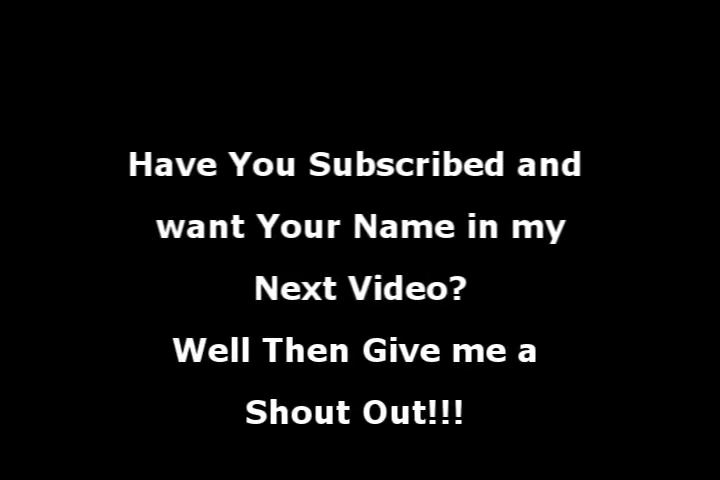 Have You Subscribed and
want Your Name in my
Next Video?
Well Then Give me a
Shout Out!!!